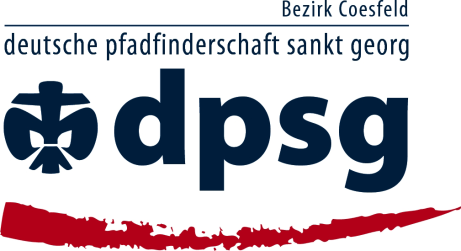 Bezirk Coesfeld
deutsche pfadfinderschaft sankt georg
dpsg